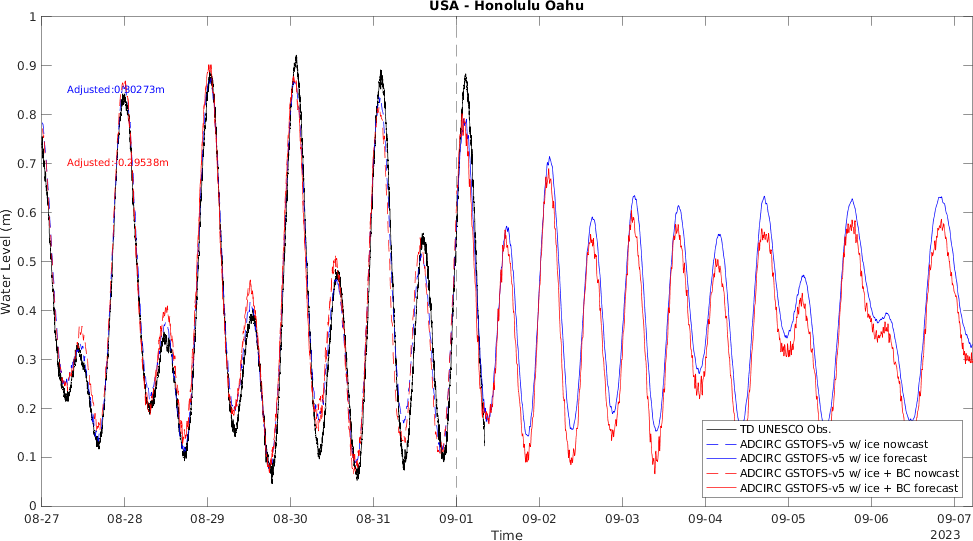 USA - Honolulu Oahu
1
0.9
0.8
0.7
0.6
0.5
0.4
0.3
0.2
0.1
0
Water Level (m)
Adjusted:0.30273m
Adjusted:-0.29538m
TD UNESCO Obs.
ADCIRC GSTOFS-v5 w/ ice nowcast
ADCIRC GSTOFS-v5 w/ ice forecast
ADCIRC GSTOFS-v5 w/ ice + BC nowcast
ADCIRC GSTOFS-v5 w/ ice + BC forecast
08-27 08-28 08-29 08-30 08-31 09-01 09-02 09-03 09-04 09-05 09-06 09-07
Time
2023